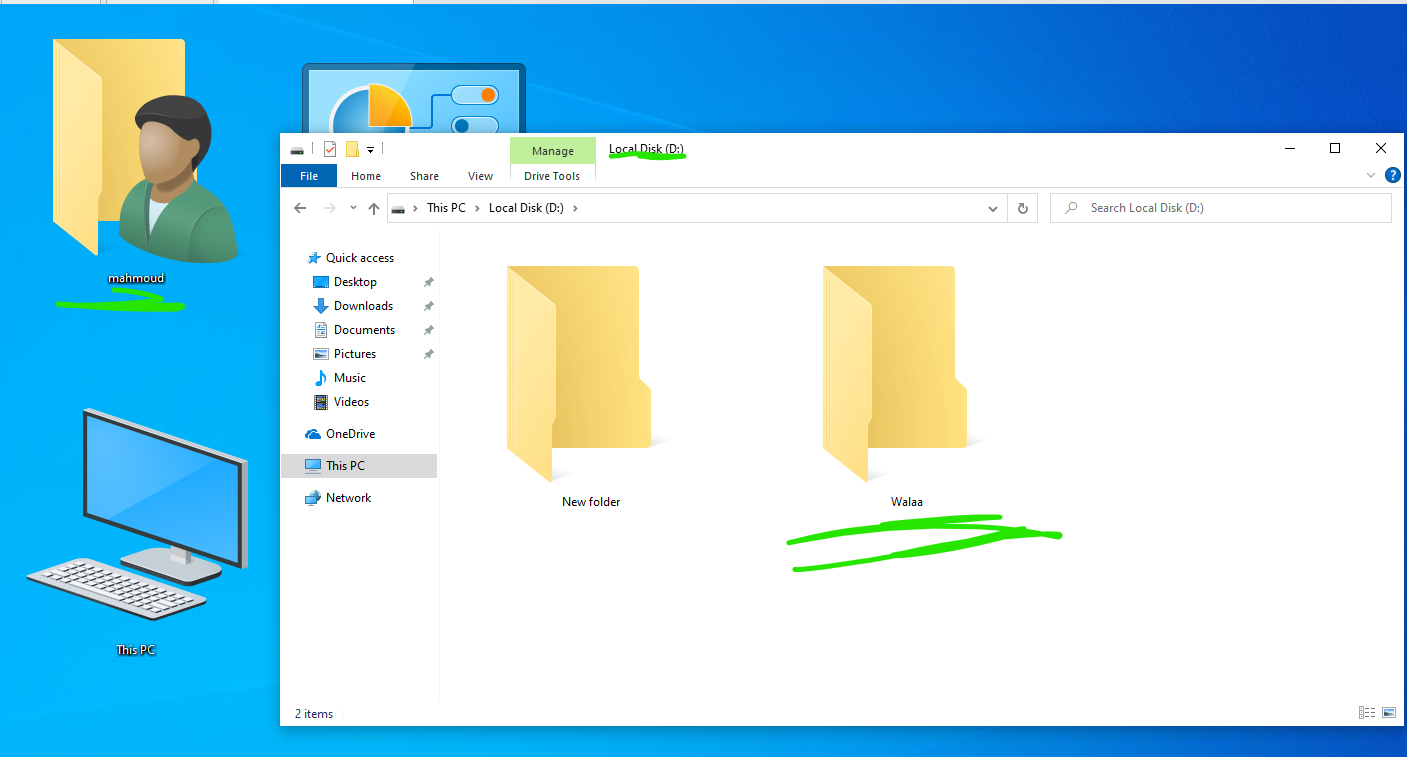 mahmoud
This PC
Manage
Local Disk (D:)
File
Home
Share
View
Drive Tools
This PC
Local Disk (D:)
Search Local Disk (D:)
Quick access
Desktop
Downloads
Documents
Pictures
Music
Videos
OneDrive
This PC
Network
New folder
Walaa
2 items